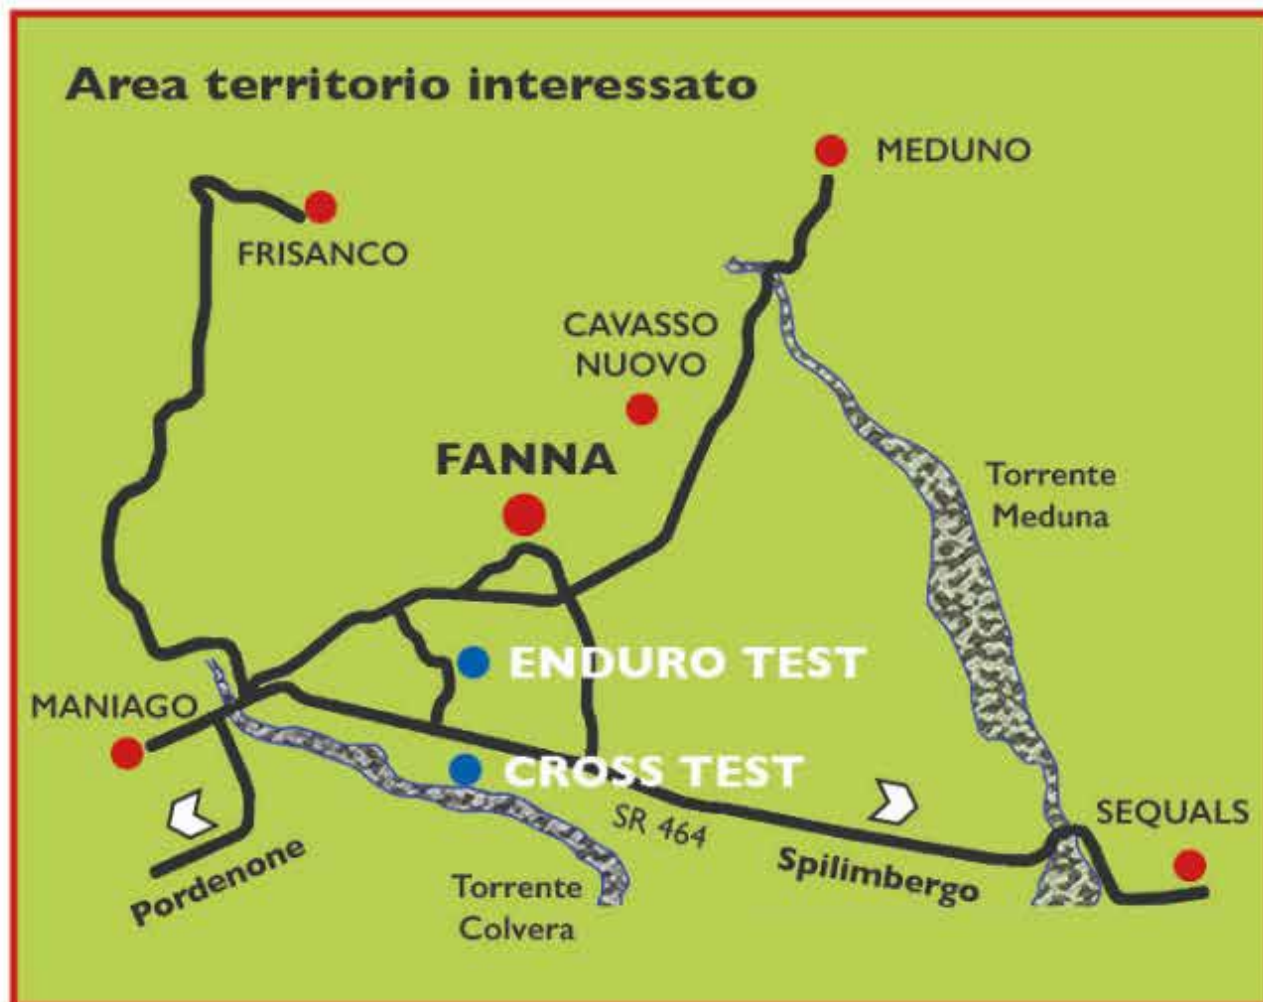 Area territorio interessato
MEDUNO
FRISANCO
CAVASSO
NUOVO
FANNA
Torrente
Meduna
ENDURO TEST
MANIAGO
CROSS TEST
SEQUALS
SR 464
Spilimbergo
Pordenone
Torrente
Colvera